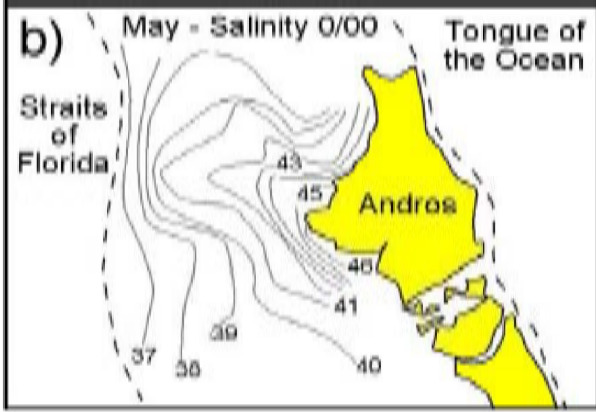 b)
May - Salinity 0/00
Tongue of
the Ocean
Straits
of
Florida
43
45
Andros
46
41
39
37
38
40